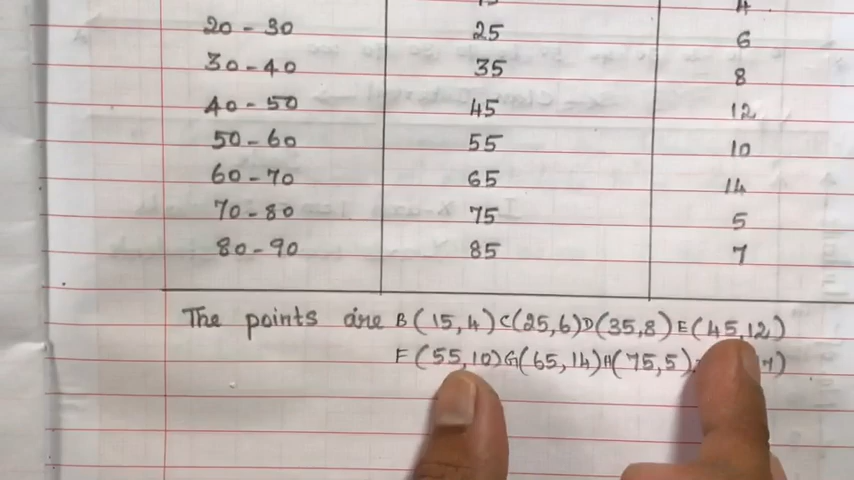 15 4
20 - 30 25 6
30 - 40 35 8
40 - 50 45 12
50 - 60 55 10
60 - 70 65 14
70 - 80 75 5
80 - 90 85 7
The points are B(15,4) C(25,6) D(35,8) E(45,12)
F(55,10) G(65,14) H(75,5),